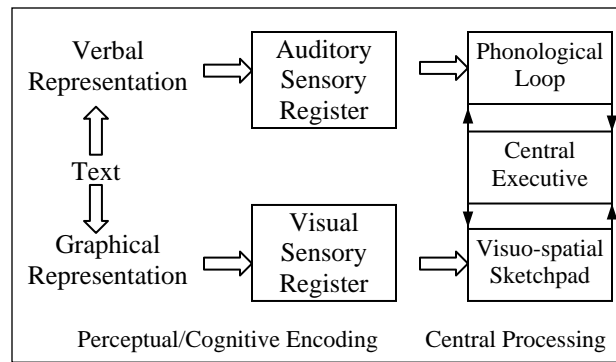 Verbal
Representation
Auditory
Sensory
Register
Phonological
Loop
Text
Central
Executive
Graphical
Representation
Visual
Sensory
Register
Visuo-spatial
Sketchpad
Perceptual/Cognitive Encoding
Central Processing